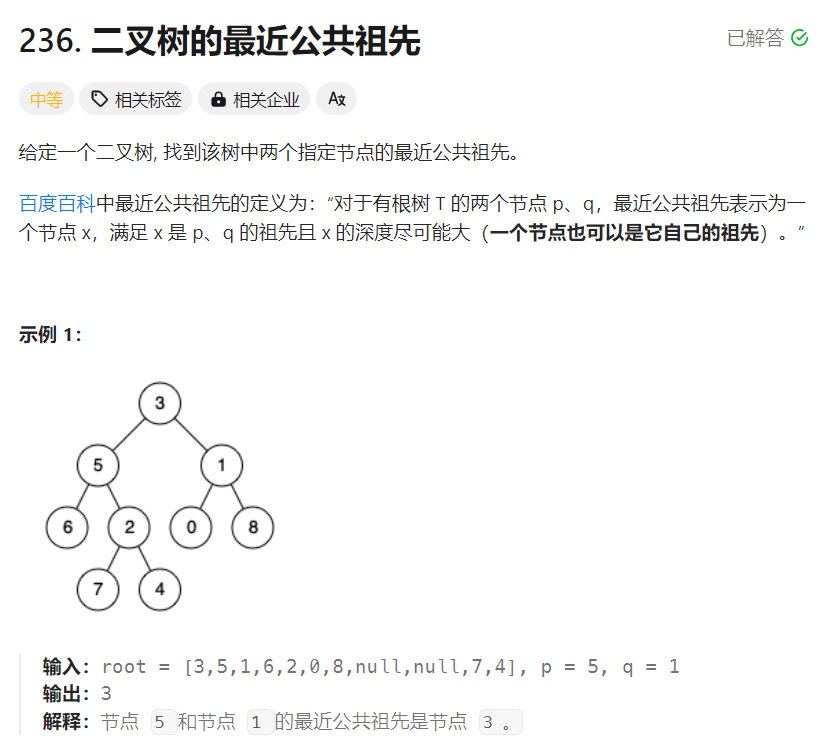 236. 二叉树的最近公共祖先
已解答
中等 相关标签 相关企业 A文
给定一个二叉树, 找到该树中两个指定节点的最近公共祖先。
百度百科中最近公共祖先的定义为：“对于有根树 T 的两个节点 p、q，最近公共祖先表示为一
个节点 x，满足 x 是 p、q 的祖先且 x 的深度尽可能大（一个节点也可以是它自己的祖先）。”
示例 1：
3
5 1
6 2 0 8
7 4
输入：root = [3,5,1,6,2,0,8,null,null,7,4], p = 5, q = 1
输出：3
解释：节点 5 和节点 1 的最近公共祖先是节点 3 。